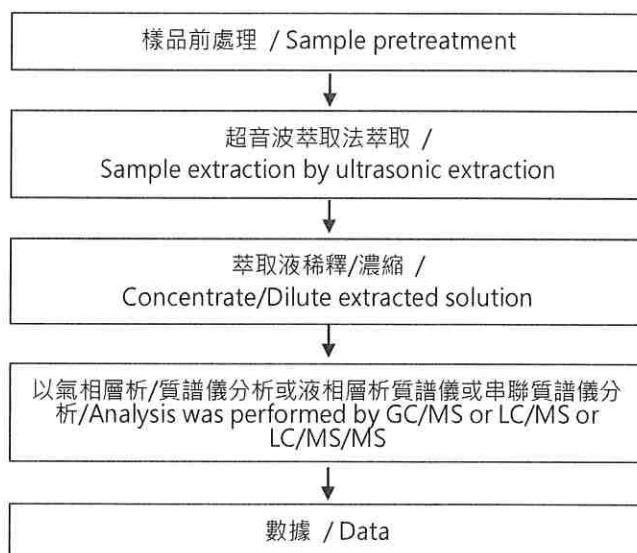 樣品前處理 / Sample pretreatment
超音波萃取法萃取 /
Sample extraction by ultrasonic extraction
萃取液稀釋/濃縮 /
Concentrate/Dilute extracted solution
以氣相層析/質譜儀分析或液相層析質譜儀或串聯質譜儀分
析/Analysis was performed by GC/MS or LC/MS or
LC/MS/MS
數據 / Data